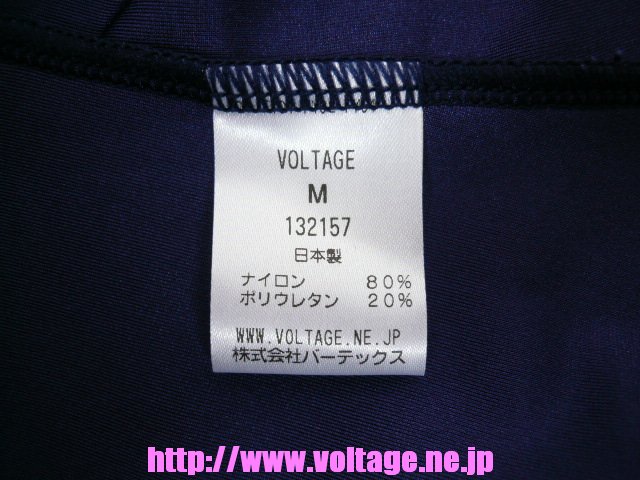 VOLTAGE
M
132157
日本製
ナイロン 80%
ポリウレタン 20%
WWW.VOLTAGE.NE.JP
株式会社バーテックス
http://www.voltage.ne.jp